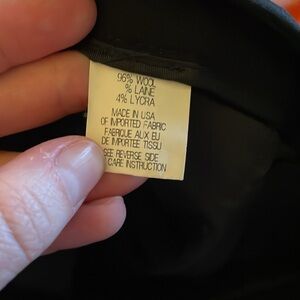 96% WOOL
% LAINE
4% LYCRA
MADE IN USA
OF IMPORTED FABRIC
FABRIQUE AUX EU
DE IMPORTEE TISSU
SEE REVERSE SIDE
CARE INSTRUCTION